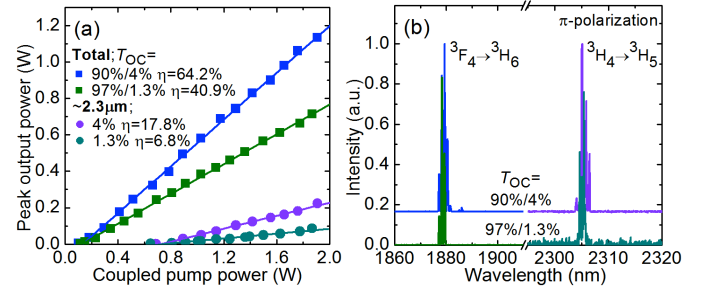 (a)
Peak output power (W)
1.2
1.0
0.8
0.6
0.4
0.2
0.0
Total; TOC=
90%/4% η=64.2%
97%/1.3% η=40.9%
~2.3μm;
4% η=17.8%
1.3% η=6.8%
0.0 0.4 0.8 1.2 1.6 2.0
Coupled pump power (W)
(b)
π-polarization
Intensity (a.u.)
1.0
0.8
0.6
0.4
0.2
0.0
³F₄→³H₆
³H₄→³H₅
TOC=
90%/4%
97%/1.3%
1860 1880 1900 2300 2310 2320
Wavelength (nm)